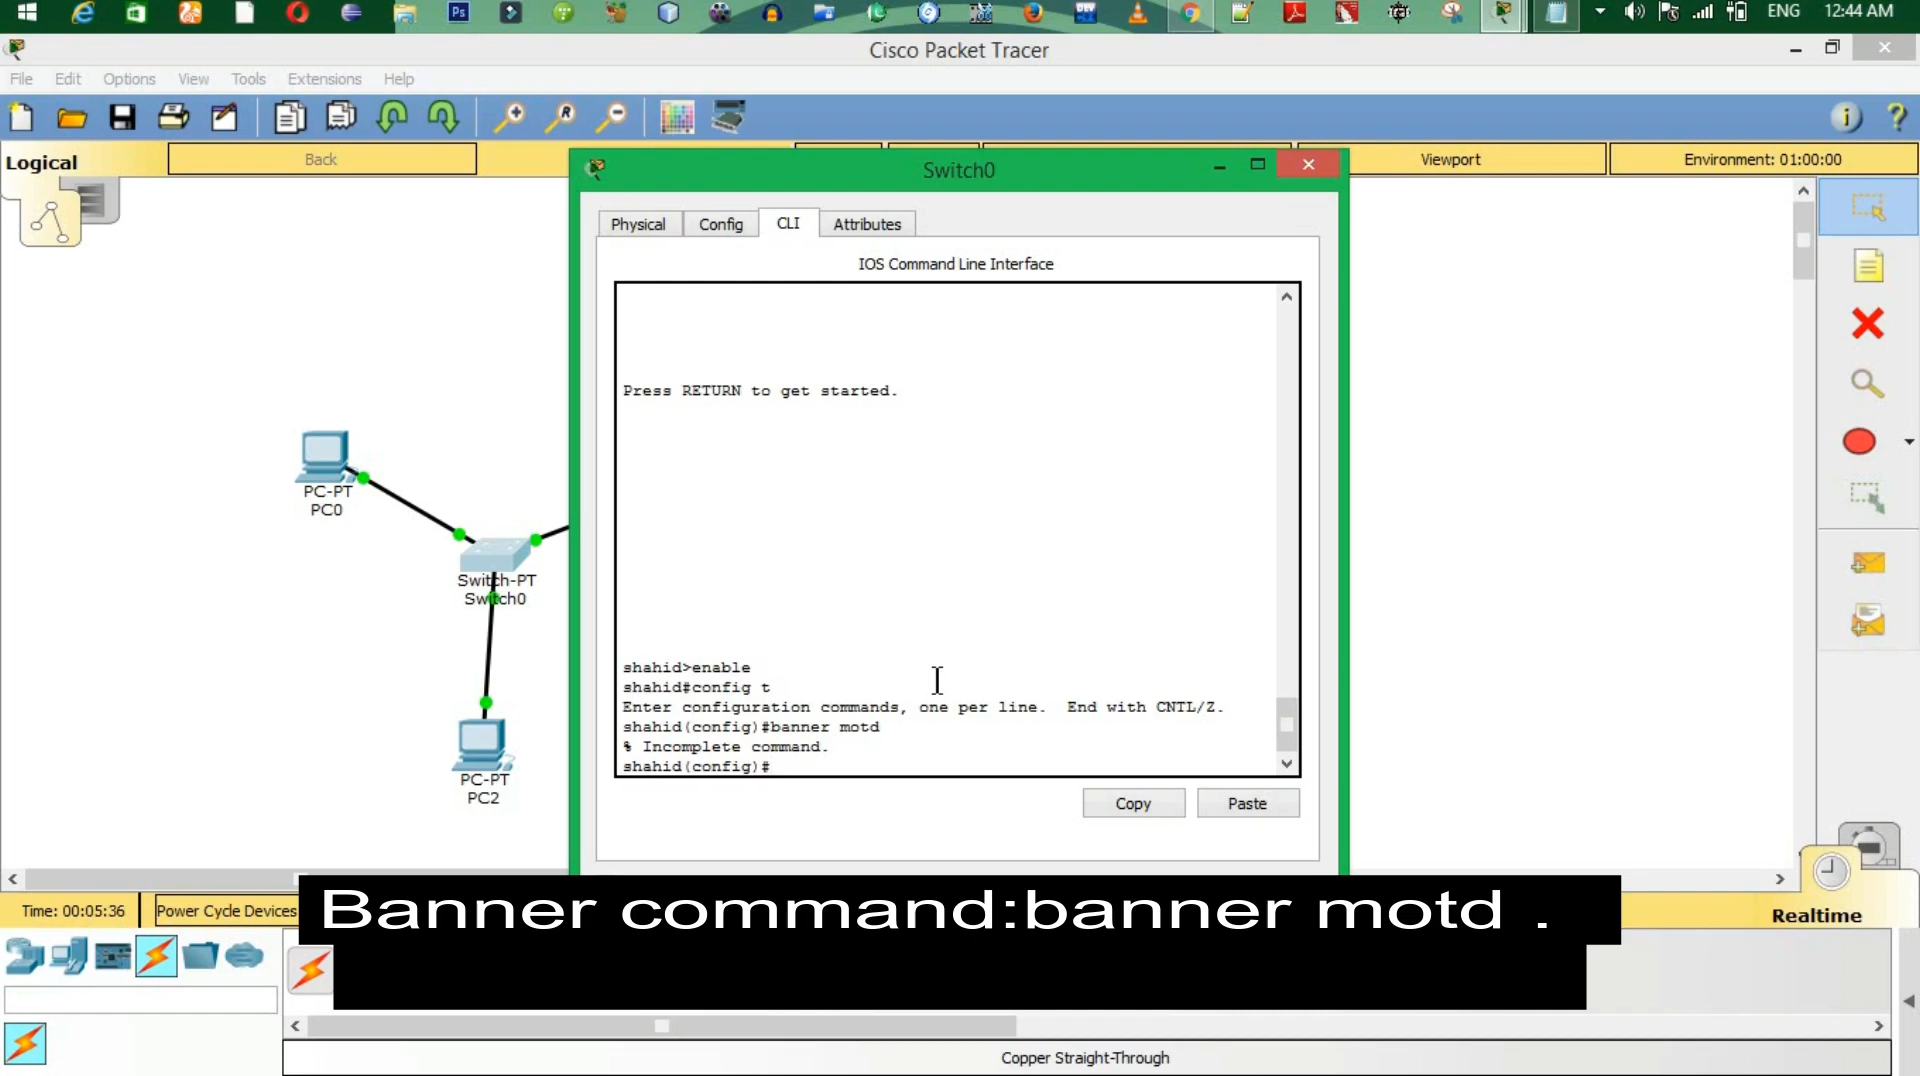 ENG 12:44 AM
Cisco Packet Tracer
File Edit Options View Tools Extensions Help
Logical
Back
Viewport
Environment: 01:00:00
Switch0
Physical Config CLI Attributes
IOS Command Line Interface
Press RETURN to get started.
shahid>enable
shahid#config t
Enter configuration commands, one per line.  End with CNTL/Z.
shahid(config)#banner motd
% Incomplete command.
shahid(config)#
Copy Paste
PC-PT
PC0
Switch-PT
Switch0
PC-PT
PC2
Time: 00:05:36 Power Cycle Devices
Banner command:banner motd .
Realtime
Copper Straight-Through